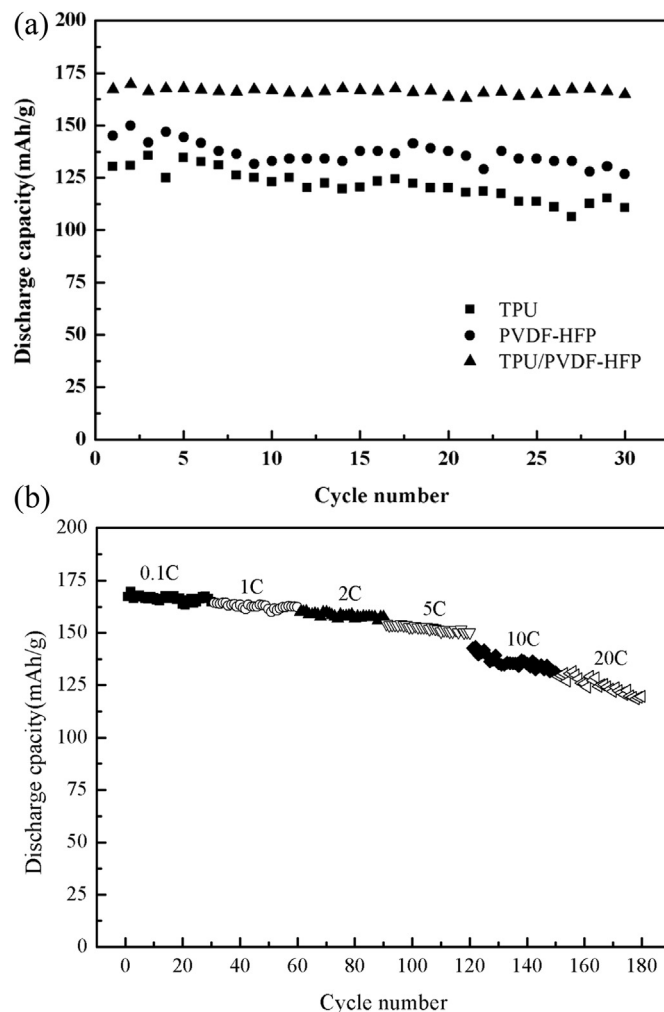 (a)
200
175
150
125
100
75
50
25
0
Discharge capacity(mAh/g)
TPU
PVDF-HFP
TPU/PVDF-HFP
0 5 10 15 20 25 30
Cycle number
(b)
200
175
150
125
100
75
50
25
0
Discharge cpacity(mAh/g)
0.1C 1C 2C 5C 10C 20C
0 20 40 60 80 100 120 140 160 180
Cycle number